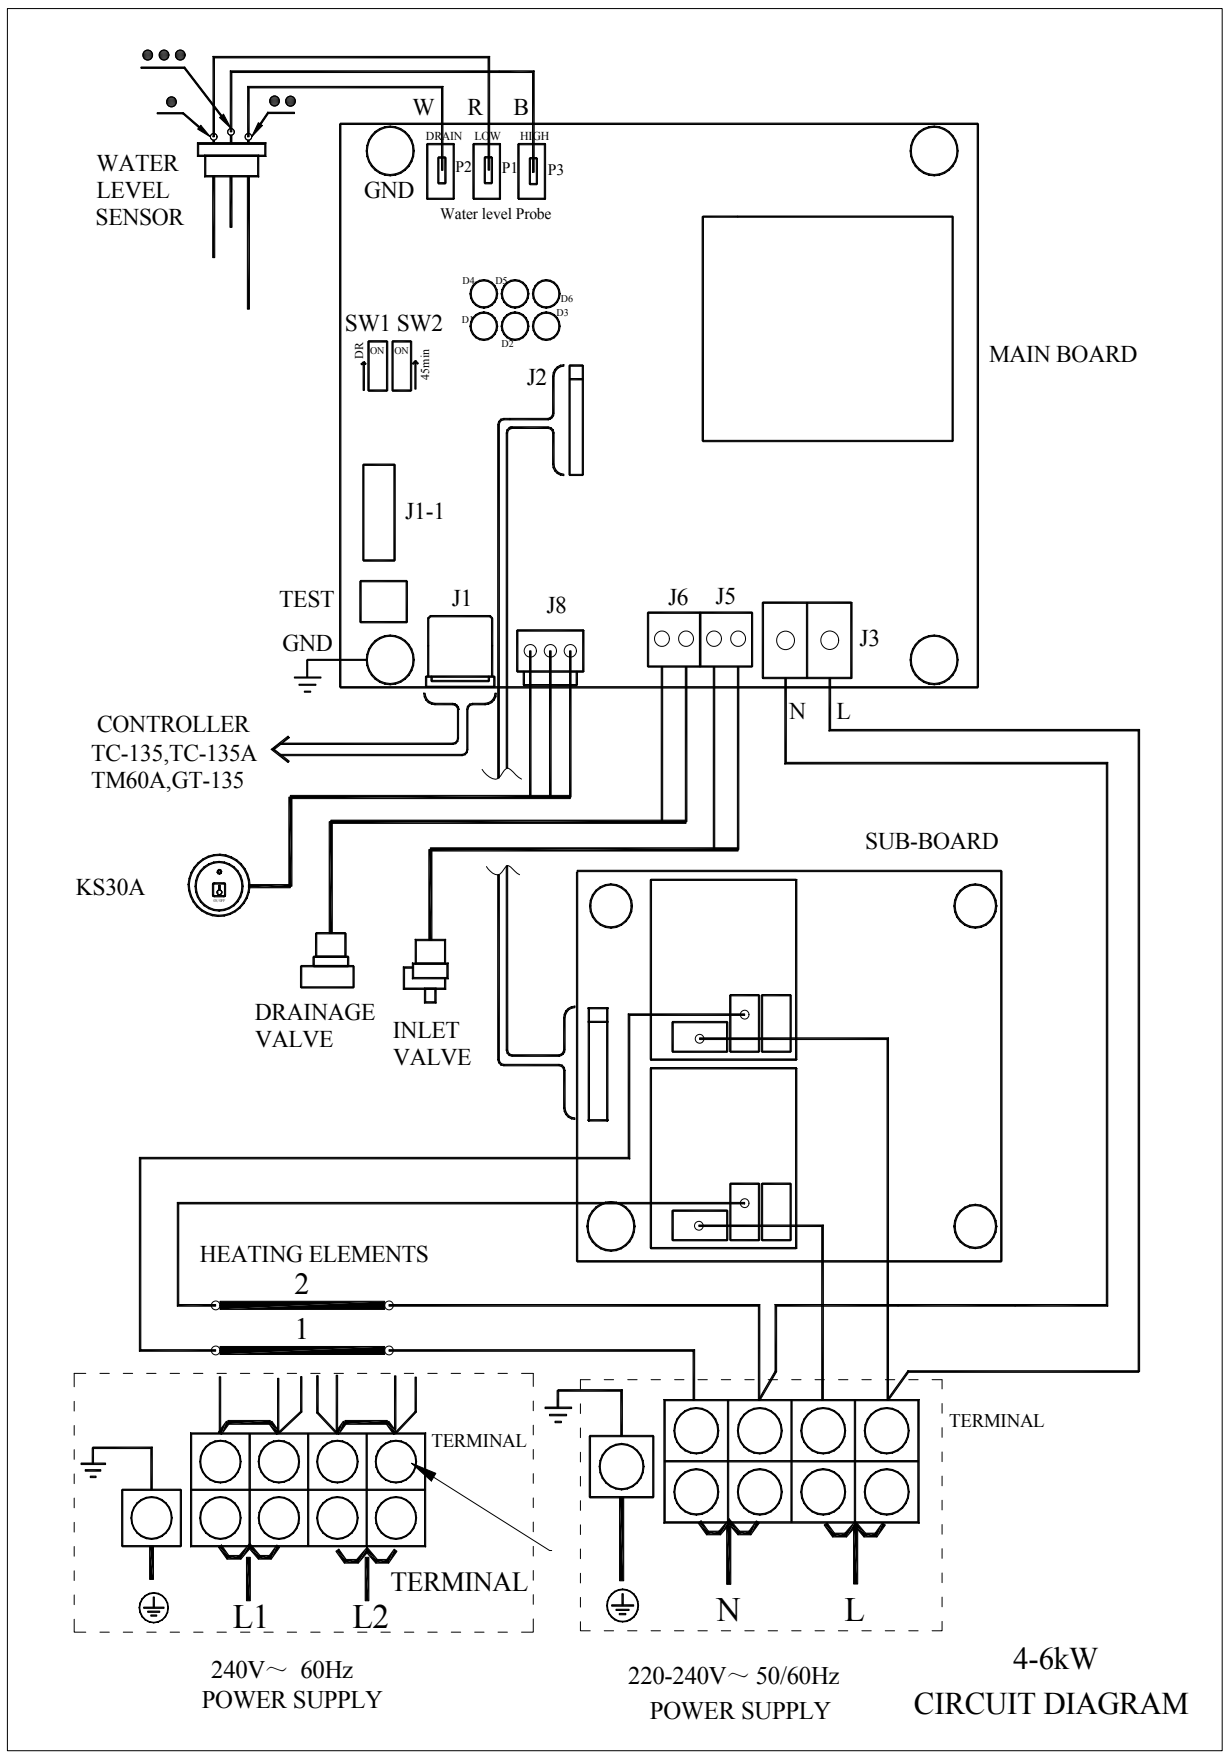 W R B
DRAIN LOW HIGH
P2 P1 P3
WATER
LEVEL
SENSOR
GND
Water level Probe
D4 D5 D6
D1 D2 D3
SW1 SW2
DR ON ON 45min
MAIN BOARD
J2
J1-1
TEST
J1
J8
J6 J5
J3
GND
N L
CONTROLLER
TC-135,TC-135A
TM60A,GT-135
SUB-BOARD
KS30A
DRAINAGE
VALVE
INLET
VALVE
HEATING ELEMENTS
2
1
TERMINAL
TERMINAL
TERMINAL
L1 L2
N L
240V～ 60Hz
POWER SUPPLY
220-240V～ 50/60Hz
POWER SUPPLY
4-6kW
CIRCUIT DIAGRAM